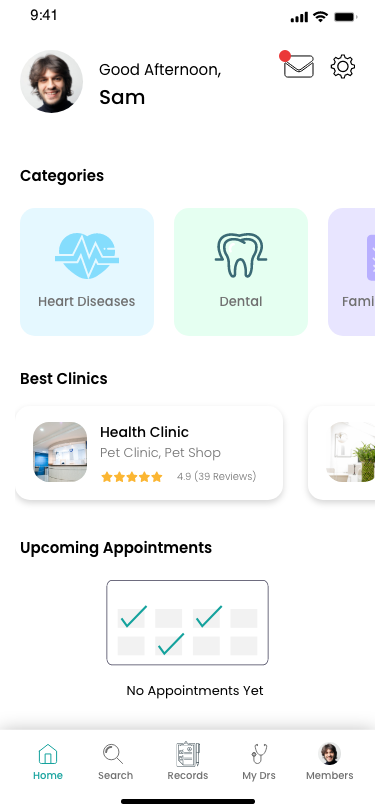 9:41
Good Afternoon,
Sam
Categories
Heart Diseases
Dental
Fami
Best Clinics
Health Clinic
Pet Clinic, Pet Shop
4.9 (39 Reviews)
Upcoming Appointments
No Appointments Yet
Home
Search
Records
My Drs
Members